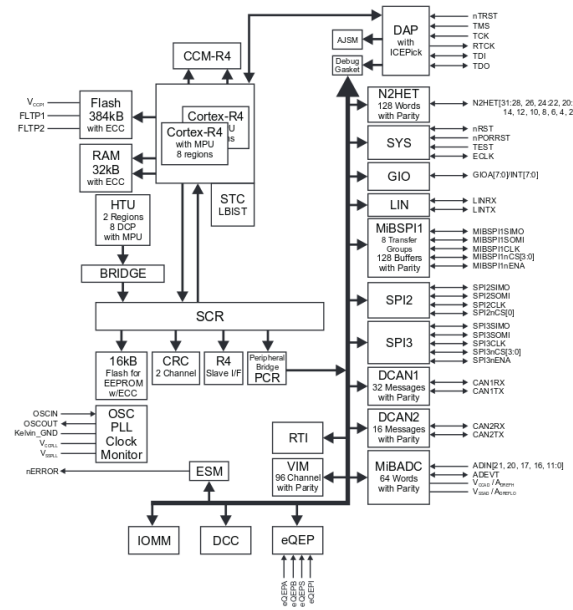 CCM-R4
AJSM
Debug
Gasket
DAP
with
ICEPick
nTRST
TMS
TCK
RTCK
TDI
TDO
Flash
384kB
with ECC
FLTP1
FLTP2
Cortex-R4
Cortex-R4
with MPU
8 regions
RAM
32kB
with ECC
STC
LBIST
HTU
2 Regions
8 DCP
with MPU
BRIDGE
SCR
16kB
Flash for
EEPROM
w/ECC
CRC
2 Channel
R4
Slave I/F
Peripheral
Bridge
PCR
N2HET
128 Words
with Parity
N2HET[31:28, 26, 24:22, 20:
14, 12, 10, 8, 6, 4, 2
SYS
nRST
nPORRST
TEST
ECLK
GIO
GIOA[7:0]/INT[7:0]
LIN
LINRX
LINTX
MiBSPI1
8 Transfer
Groups
128 Buffers
with Parity
MIBSPI1SIMO
MIBSPI1SOMI
MIBSPI1CLK
MIBSPI1nCS[3:0]
MIBSPI1nENA
SPI2
SPI2SIMO
SPI2SOMI
SPI2CLK
SPI2nCS[0]
SPI3
SPI3SIMO
SPI3SOMI
SPI3CLK
SPI3nCS[3:0]
SPI3nENA
DCAN1
32 Messages
with Parity
CAN1RX
CAN1TX
DCAN2
16 Messages
with Parity
CAN2RX
CAN2TX
OSCIN
OSCOUT
Kelvin_GND
OSC
PLL
Clock
Monitor
RTI
VIM
96 Channel
with Parity
MiBADC
64 Words
with Parity
ADIN[21, 20, 17, 16, 11:0]
ADEVT
nERROR
ESM
IOMM
DCC
eQEP
eQEPA
eQEPB
eQEPS
eQEPI